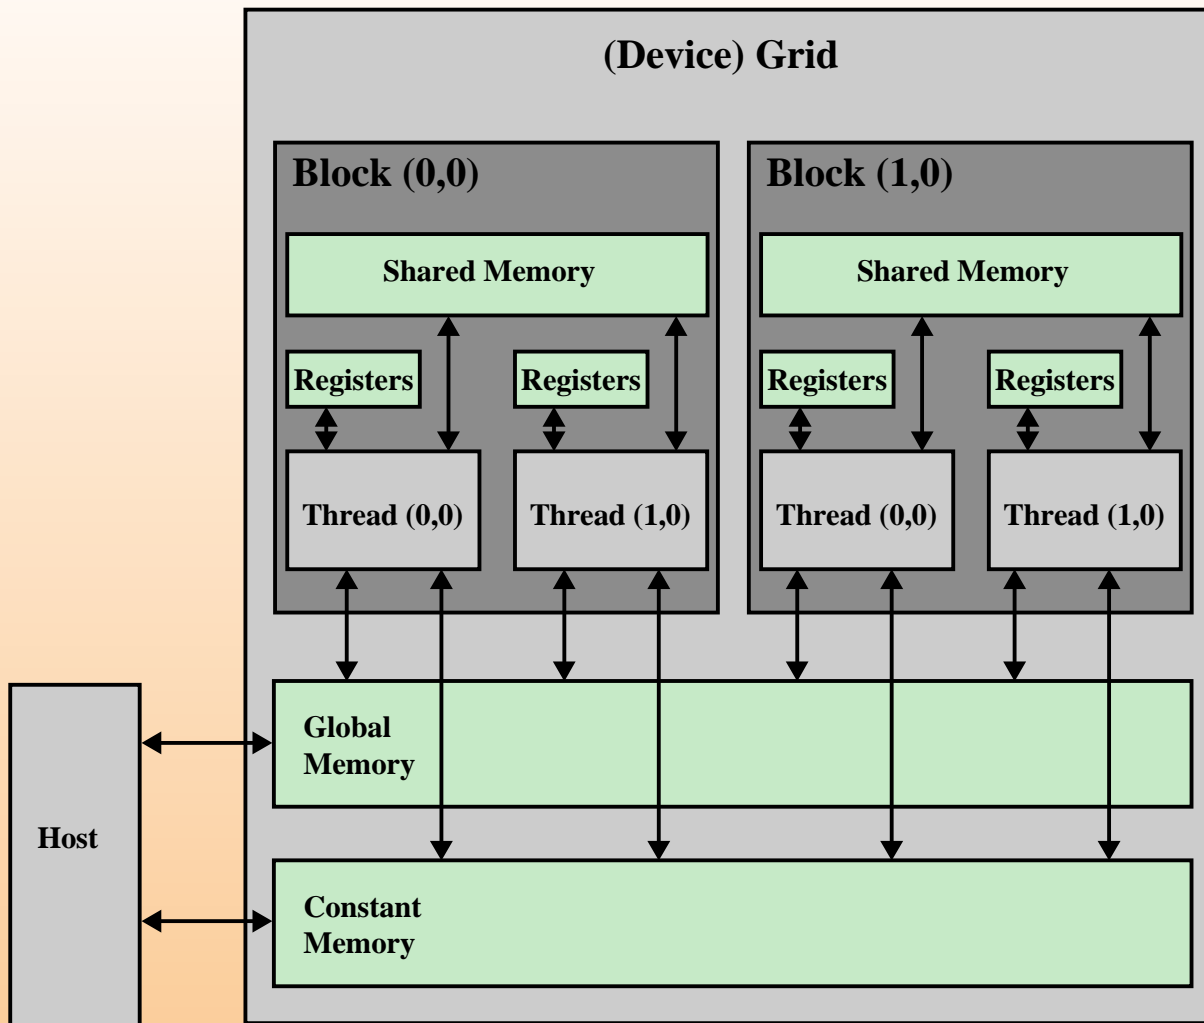 (Device) Grid
Block (0,0)
Shared Memory
Registers
Registers
Thread (0,0)
Thread (1,0)
Block (1,0)
Shared Memory
Registers
Registers
Thread (0,0)
Thread (1,0)
Global
Memory
Host
Constant
Memory